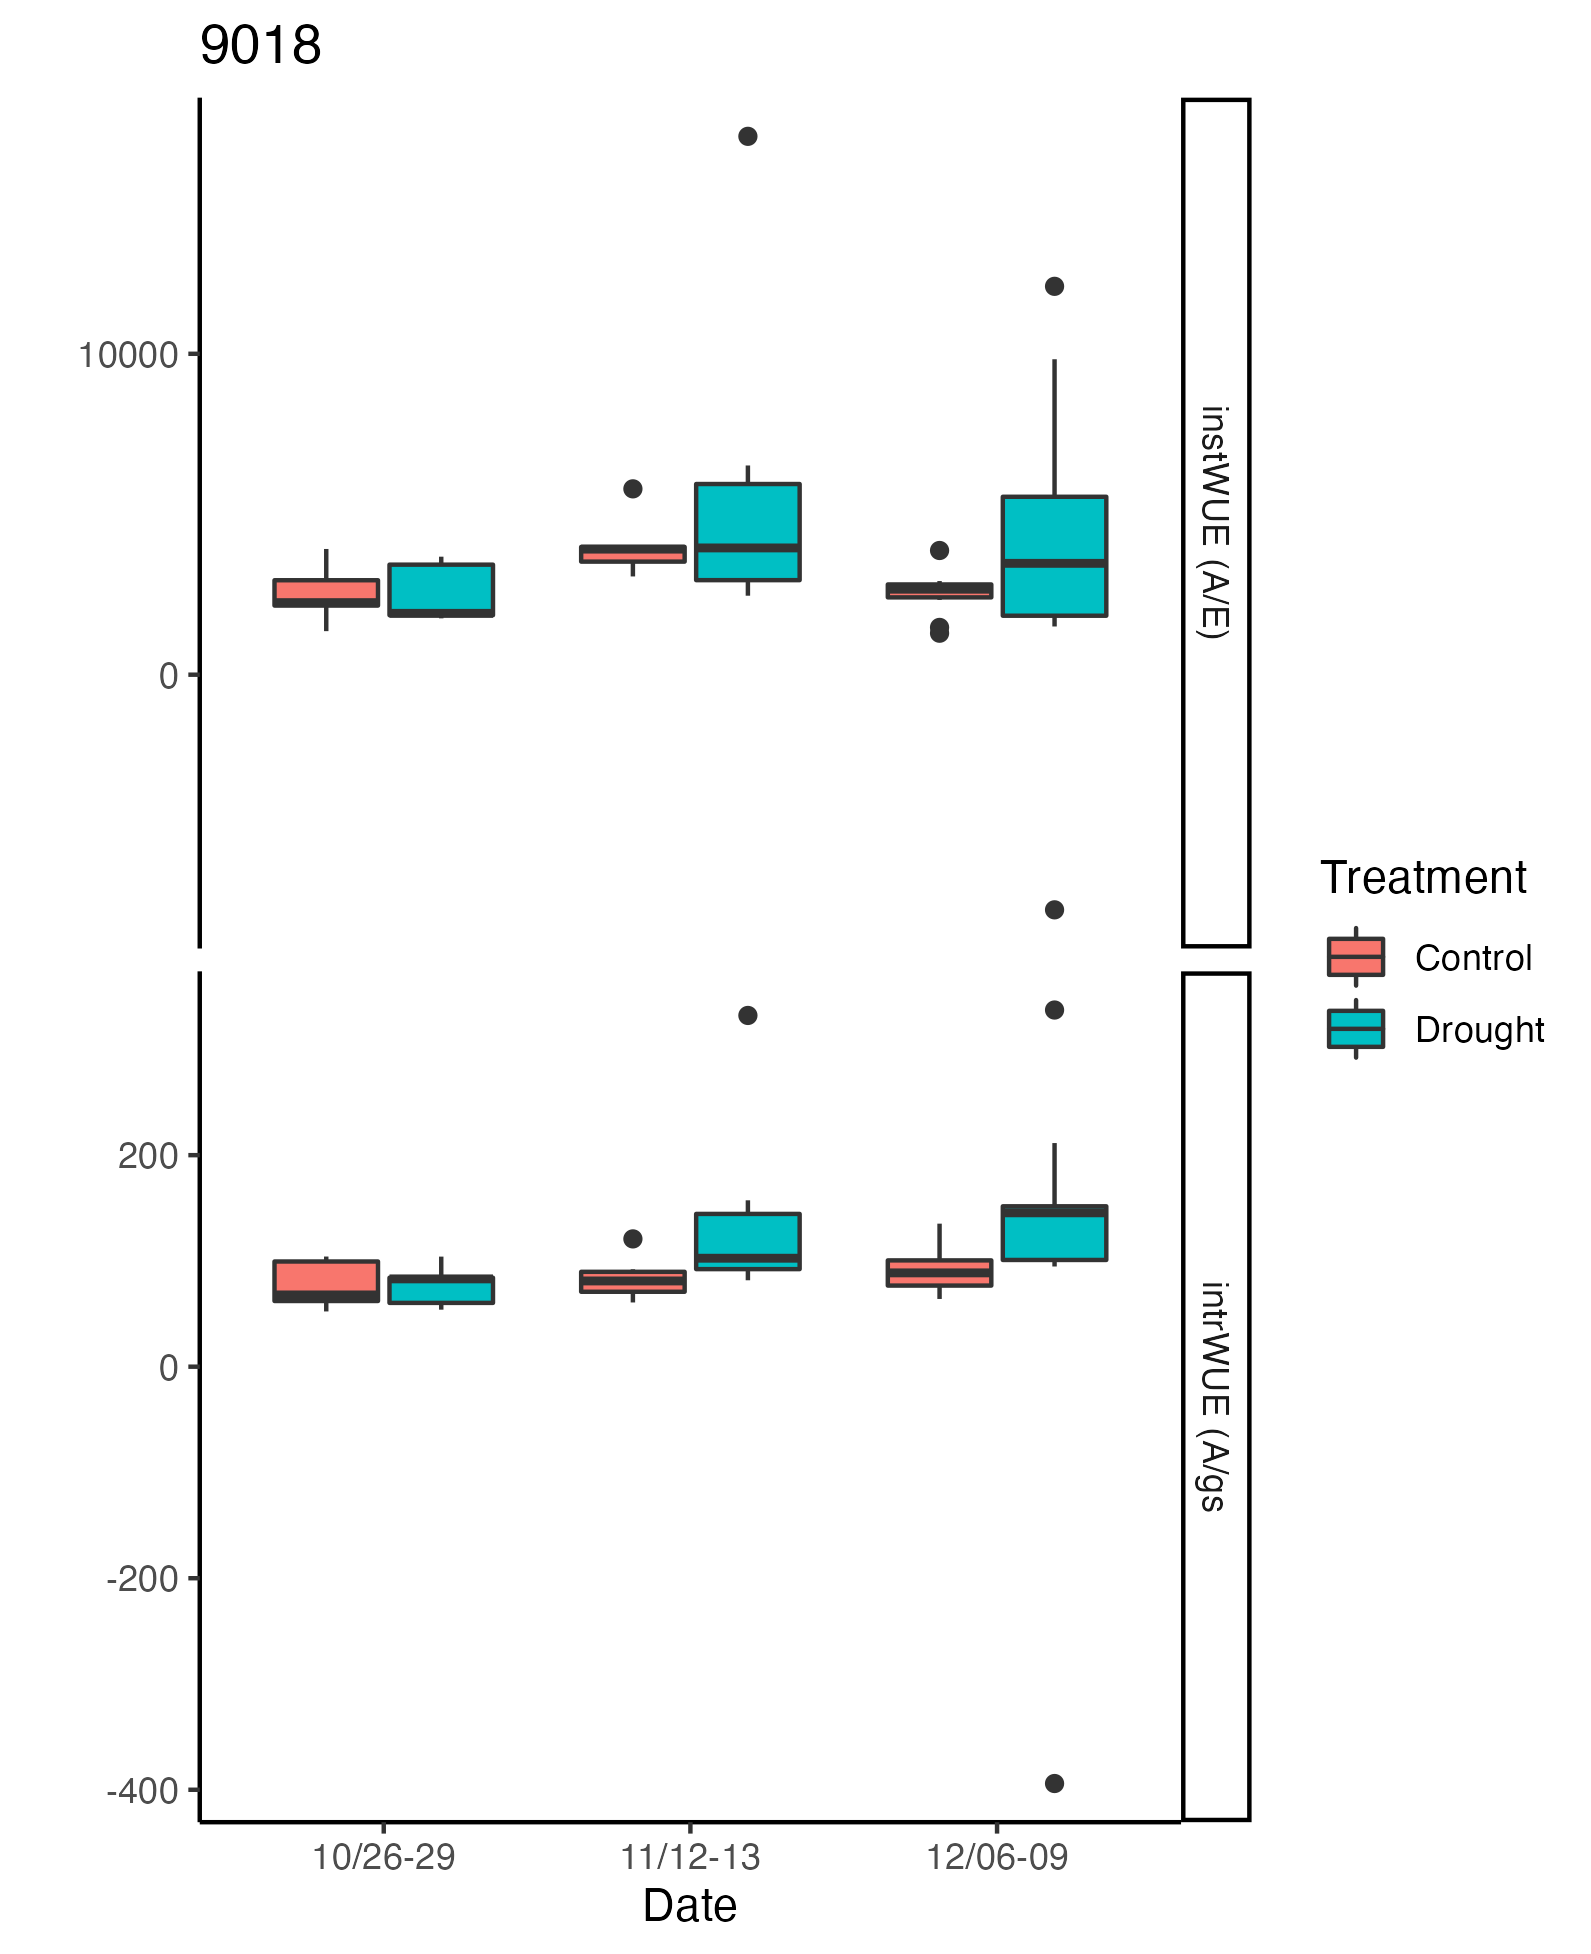 9018
10000
0
instWUE (A/E)
200
0
-200
-400
intrWUE (A/gs
10/26-29
11/12-13
12/06-09
Date
Treatment
Control
Drought